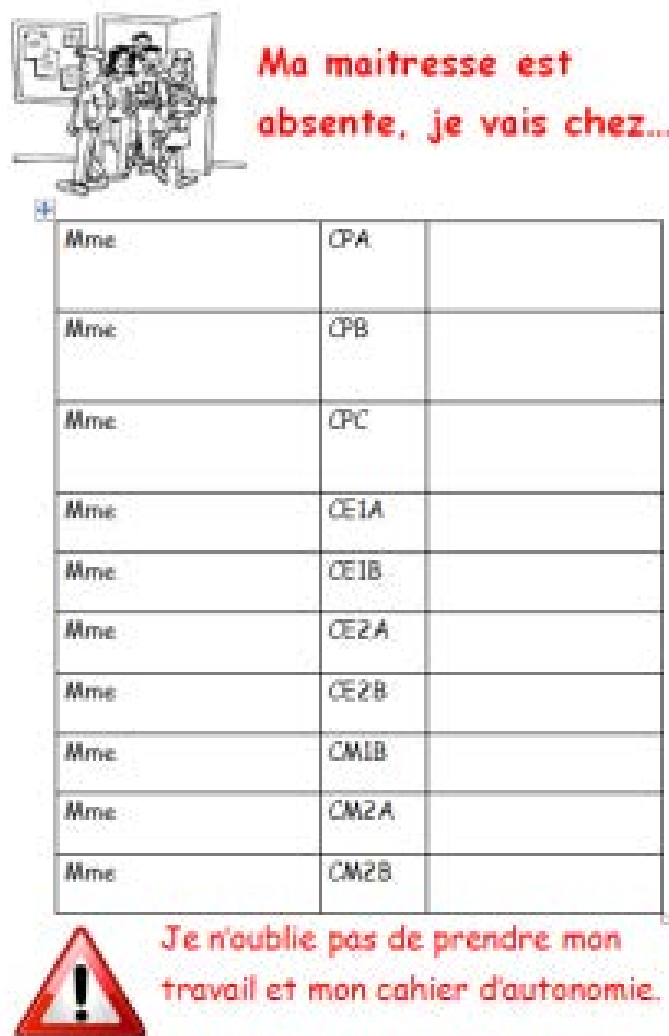 Ma maitresse est
absente, je vais chez...
Mme CPA
Mme CPB
Mme CPC
Mme CE1A
Mme CE1B
Mme CE2A
Mme CE2B
Mme CM1B
Mme CM2A
Mme CM2B
Je n'oublie pas de prendre mon
travail et mon cahier d'autonomie.